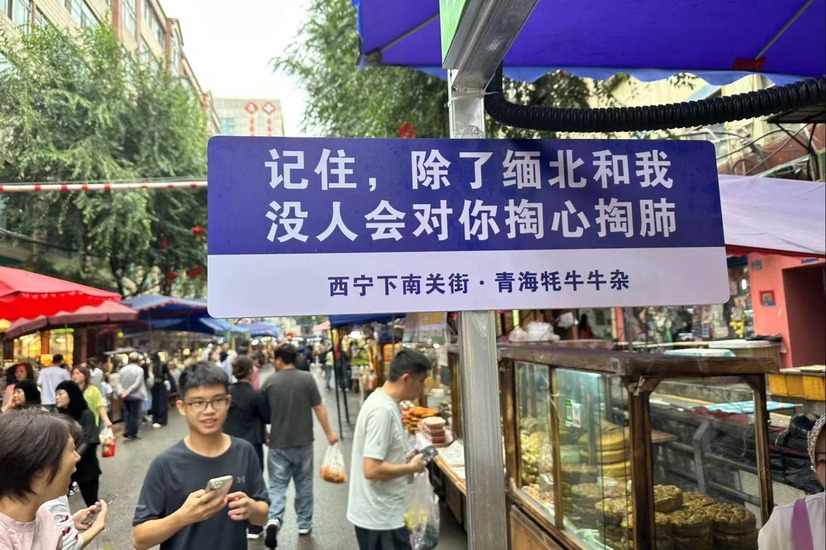 记住，除了缅北和我
没人会对你掏心掏肺
西宁下南关街·青海牦牛牛杂